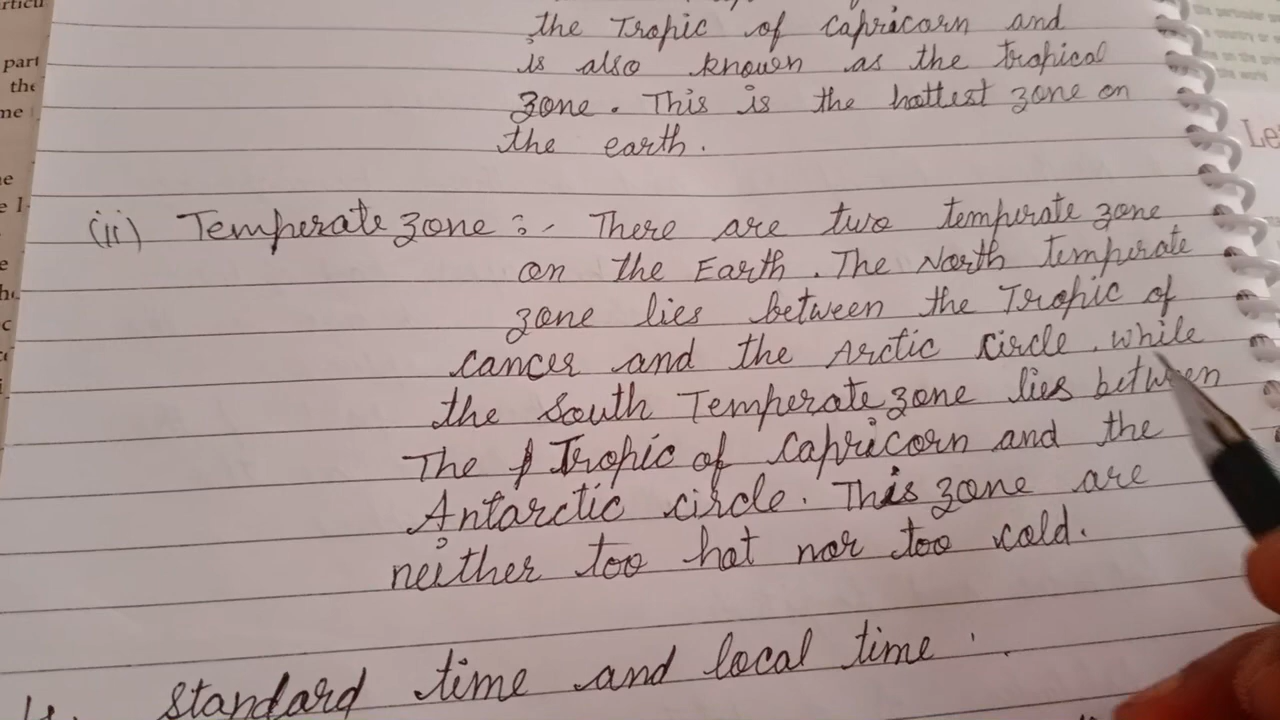 the Tropic of Capricorn and
is also known as the tropical
zone. This is the hottest zone on
the earth.
(ii) Temperate zone :- There are two temperate zone
on the Earth. The North temperate
zone lies between the Tropic of
cancer and the Arctic circle, while
the South Temperate zone lies between
The Tropic of Capricorn and the
Antarctic circle. This zone are
neither too hot nor too cold.
standard time and local time :
part
the
Le